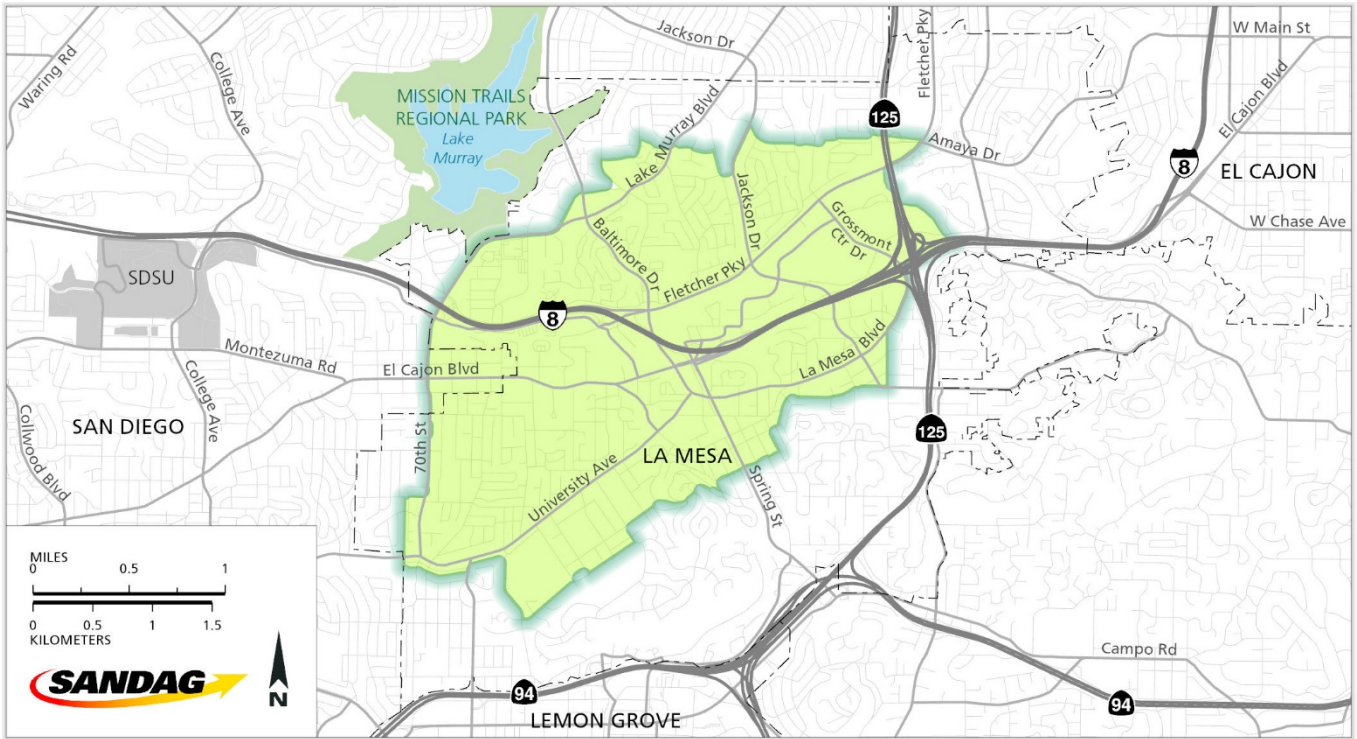 Waring Rd
College Ave
MISSION TRAILS
REGIONAL PARK
Lake
Murray
Jackson Dr
Lake Murray Blvd
125
Fletcher Pky
Amaya Dr
W Main St
El Cajon Blvd
8
EL CAJON
W Chase Ave
SDSU
Baltimore Dr
Jackson Dr
Grossmont
Ctr Dr
Fletcher Pky
8
Montezuma Rd
El Cajon Blvd
La Mesa Blvd
SAN DIEGO
Collwood Blvd
College Ave
70th St
University Ave
LA MESA
Spring St
125
MILES
0 0.5 1
0 0.5 1 1.5
KILOMETERS
SANDAG
N
94
LEMON GROVE
Campo Rd
94